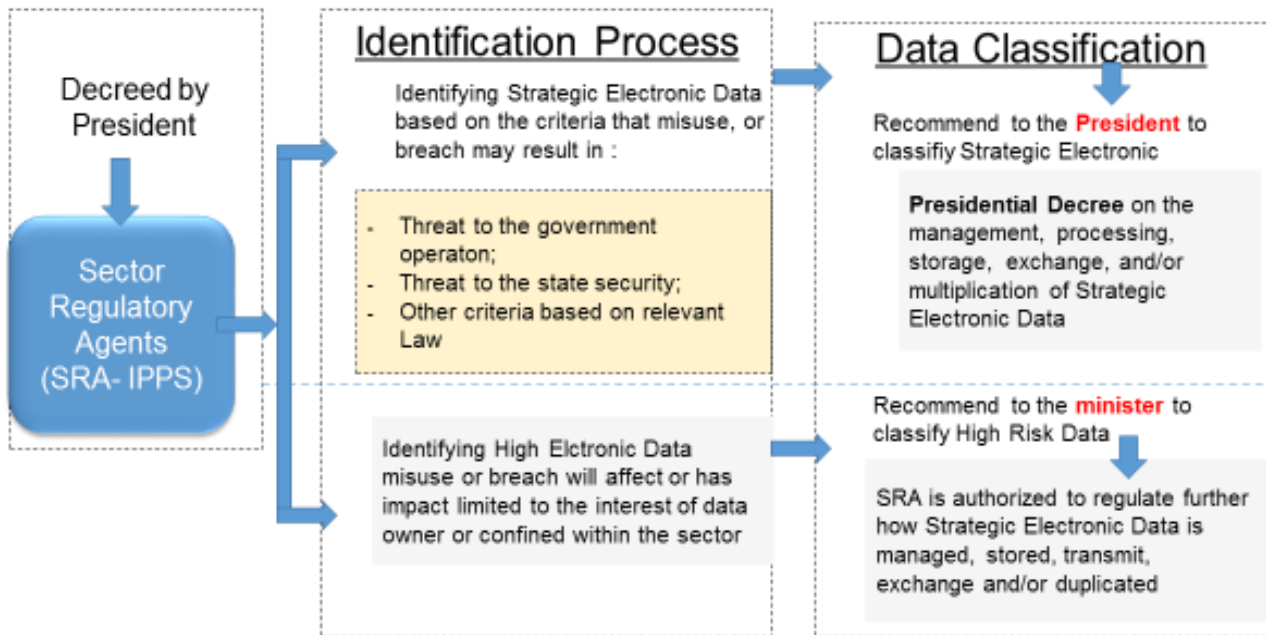 Decreed by
President
Sector
Regulatory
Agents
(SRA- IPPS)
Identification Process
Identifying Strategic Electronic Data
based on the criteria that misuse, or
breach may result in :
- Threat to the government
operaton;
- Threat to the state security;
- Other criteria based on relevant
Law
Identifying High Elctronic Data
misuse or breach will affect or has
impact limited to the interest of data
owner or confined within the sector
Data Classification
Recommend to the President to
classifiy Strategic Electronic
Presidential Decree on the
management, processing,
storage, exchange, and/or
multiplication of Strategic
Electronic Data
Recommend to the minister to
classify High Risk Data
SRA is authorized to regulate further
how Strategic Electronic Data is
managed, stored, transmit,
exchange and/or duplicated